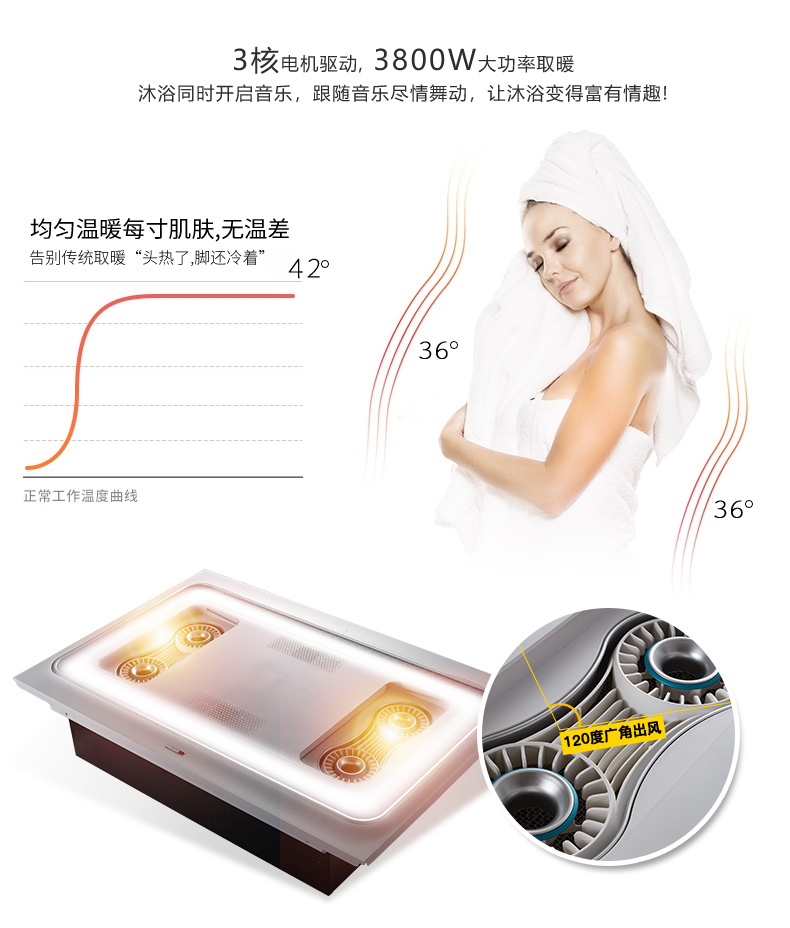 3核电机驱动, 3800W大功率取暖
沐浴同时开启音乐，跟随音乐尽情舞动，让沐浴变得富有情趣!
均匀温暖每寸肌肤,无温差
告别传统取暖“头热了,脚还冷着”
42°
36°
36°
正常工作温度曲线
120度广角出风